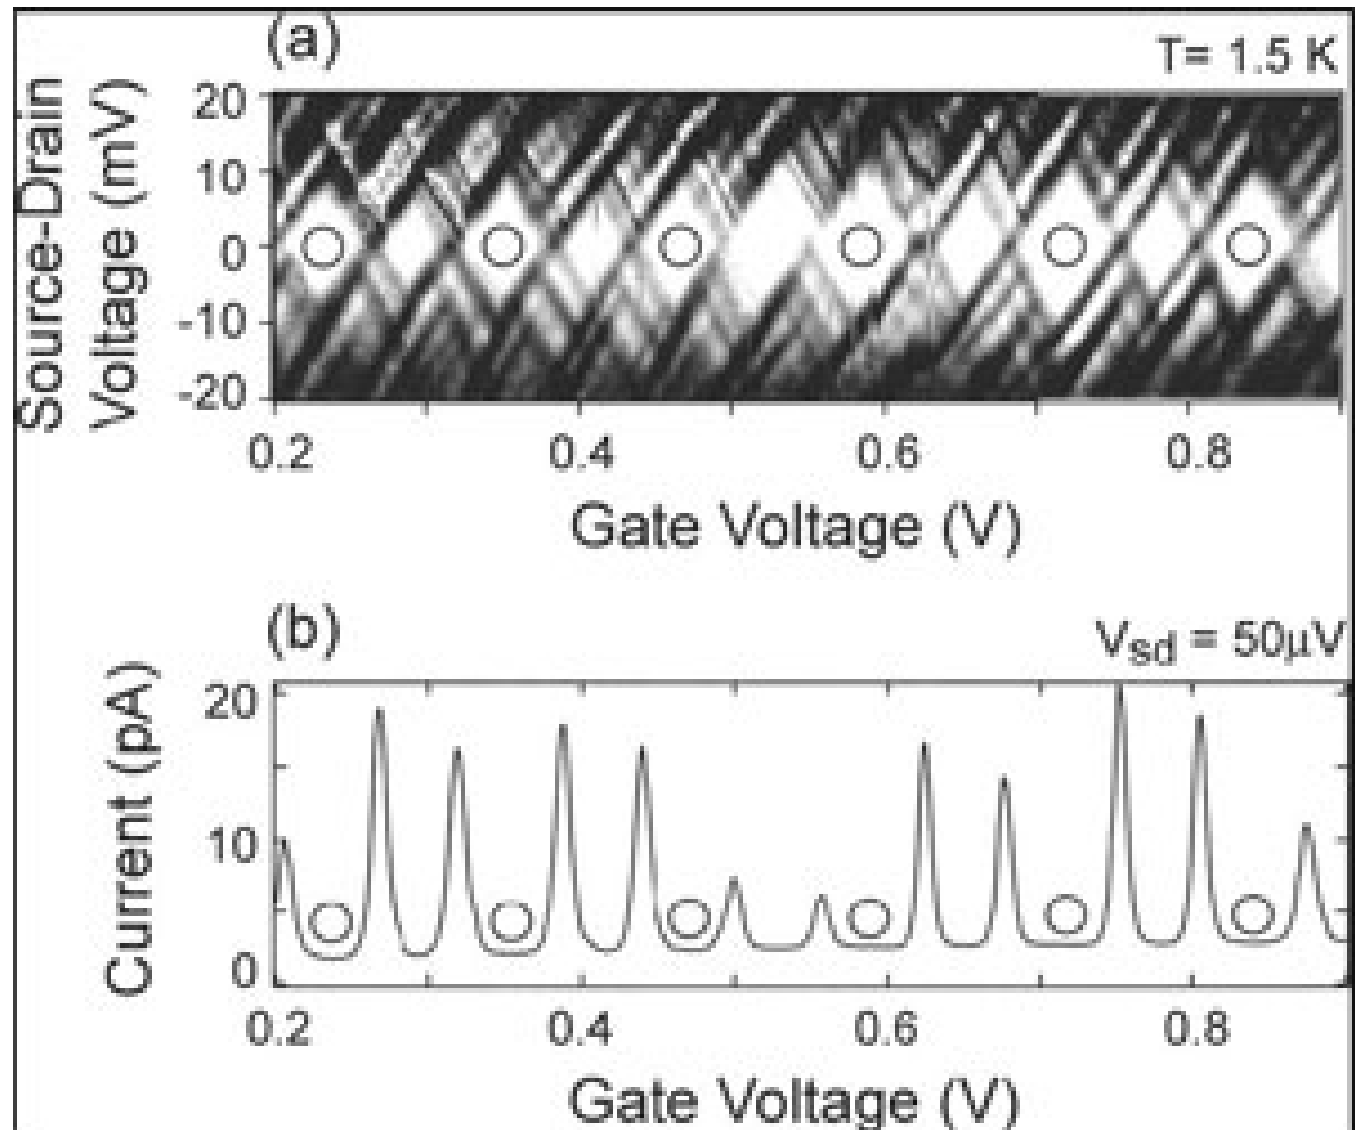 (a)
T= 1.5 K
Source-Drain
Voltage (mV)
20
10
0
-10
-20
0.2 0.4 0.6 0.8
Gate Voltage (V)
(b)
Vsd = 50μV
Current (pA)
20
10
0
0.2 0.4 0.6 0.8
Gate Voltage (V)